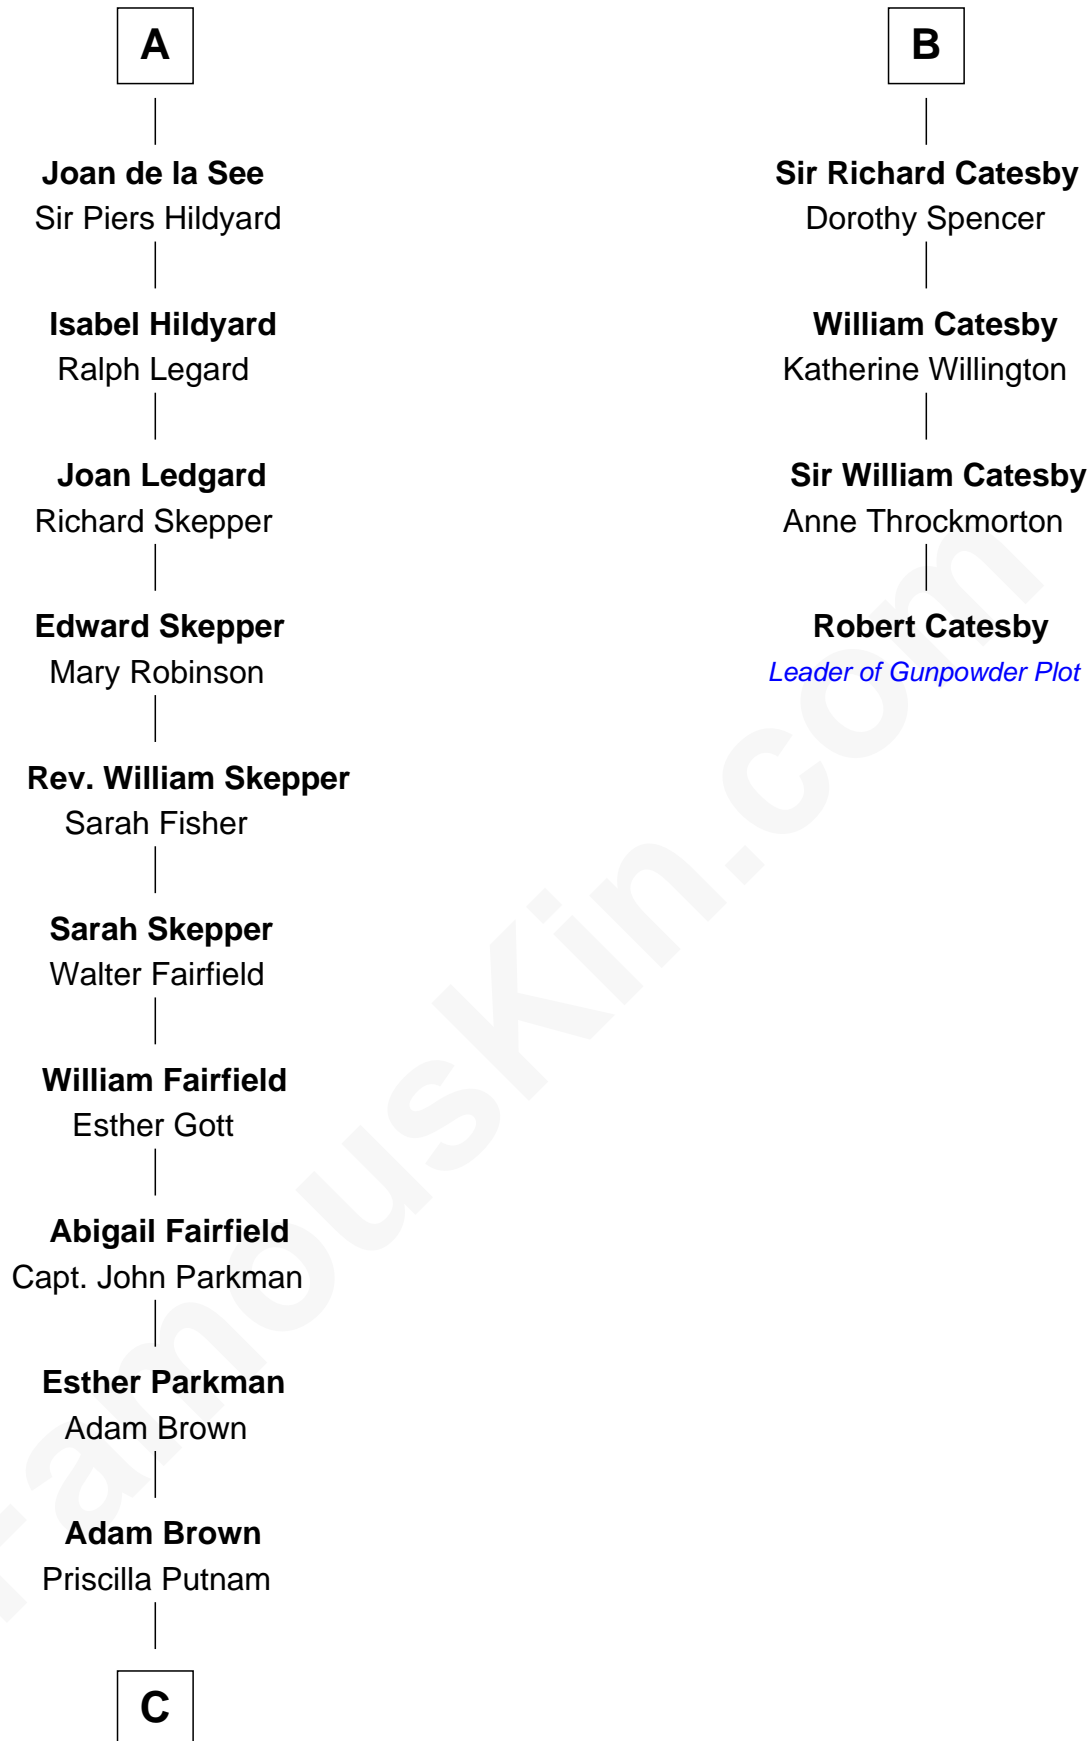 A
Joan de la See
Sir Piers Hildyard
Isabel Hildyard
Ralph Legard
Joan Ledgard
Richard Skepper
Edward Skepper
Mary Robinson
Rev. William Skepper
Sarah Fisher
Sarah Skepper
Walter Fairfield
William Fairfield
Esther Gott
Abigail Fairfield
Capt. John Parkman
Esther Parkman
Adam Brown
Adam Brown
Priscilla Putnam
C
B
Sir Richard Catesby
Dorothy Spencer
William Catesby
Katherine Willington
Sir William Catesby
Anne Throckmorton
Robert Catesby
Leader of Gunpowder Plot
FamousKin.com